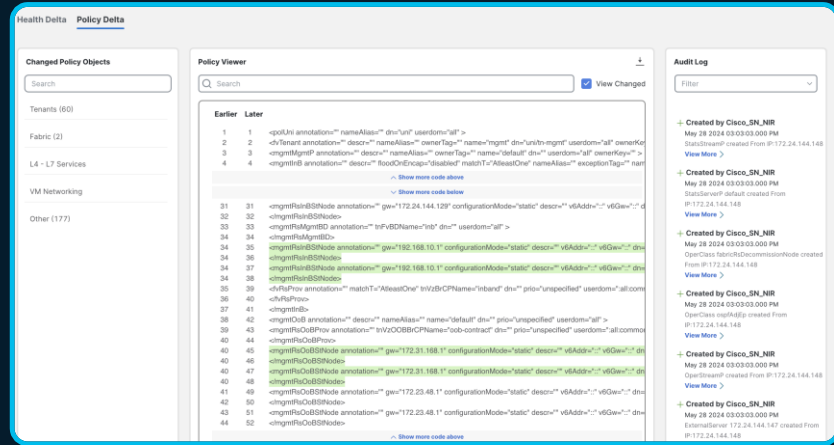 Health Delta Policy Delta
Changed Policy Objects
Search
Tenants (60)
Fabric (2)
L4 - L7 Services
VM Networking
Other (177)
Policy Viewer
Search
View Changed
Earlier Later
1 1 <polUni annotation="" nameAlias="" dn="uni" userdom="all" >
2 2 <fvTenant annotation="" descr="" nameAlias="" ownerTag="" name="mgmt" dn="uni/tn-mgmt" userdom="all" ownerKe
3 3 <mgmtMgmtP annotation="" descr="" nameAlias="" ownerTag="" name="default" dn="" userdom="all" ownerKey="" >
4 4 <mgmtInB annotation="" descr="" floodOnEncap="disabled" matchT="AtleastOne" nameAlias="" exceptionTag="" nam
Show more code above
Show more code below
31 31 <mgmtRsInBStNode annotation="" gw="172.24.144.129" configurationMode="static" descr="" v6Addr="::" v6Gw="::" d
32 32 </mgmtRsInBStNode>
33 33 <mgmtRsMgmtBD annotation="" tnFvBDName="inb" dn="" userdom="all" >
34 34 </mgmtRsMgmtBD>
34 35 <mgmtRsInBStNode annotation="" gw="192.168.10.1" configurationMode="static" descr="" v6Addr="::" v6Gw="::" dn=
34 36 </mgmtRsInBStNode>
34 37 <mgmtRsInBStNode annotation="" gw="192.168.10.1" configurationMode="static" descr="" v6Addr="::" v6Gw="::" dn=
34 38 </mgmtRsInBStNode>
35 39 <fvRsProv annotation="" matchT="AtleastOne" tnVzBrCPName="inband" dn="" prio="unspecified" userdom=":all:comm
36 40 </fvRsProv>
37 41 </mgmtInB>
38 42 <mgmtOoB annotation="" descr="" nameAlias="" name="default" dn="" prio="unspecified" userdom="all" >
39 43 <mgmtRsOoBProv annotation="" tnVzOOBBrCPName="oob-contract" dn="" prio="unspecified" userdom=":all:common
40 44 </mgmtRsOoBProv>
40 45 <mgmtRsOoBStNode annotation="" gw="172.31.168.1" configurationMode="static" descr="" v6Addr="::" v6Gw="::" dn
40 46 </mgmtRsOoBStNode>
40 47 <mgmtRsOoBStNode annotation="" gw="172.31.168.1" configurationMode="static" descr="" v6Addr="::" v6Gw="::" dn
40 48 </mgmtRsOoBStNode>
41 49 <mgmtRsOoBStNode annotation="" gw="172.23.48.1" configurationMode="static" descr="" v6Addr="::" v6Gw="::" dn=
42 50 </mgmtRsOoBStNode>
43 51 <mgmtRsOoBStNode annotation="" gw="172.23.48.1" configurationMode="static" descr="" v6Addr="::" v6Gw="::" dn=
44 52 </mgmtRsOoBStNode>
Show more code above
Audit Log
Filter
+ Created by Cisco_SN_NIR
May 28 2024 03:03:03.000 PM
StatsStreamP created From IP:172.24.144.148
View More >
+ Created by Cisco_SN_NIR
May 28 2024 03:03:03.000 PM
StatsServerP default created From
IP:172.24.144.148
View More >
+ Created by Cisco_SN_NIR
May 28 2024 03:03:03.000 PM
OperClass fabricRsDecommissionNode created
From IP:172.24.144.148
View More >
+ Created by Cisco_SN_NIR
May 28 2024 03:03:03.000 PM
OperClass ospfAdjEp created From
IP:172.24.144.148
View More >
+ Created by Cisco_SN_NIR
May 28 2024 03:03:03.000 PM
OperStreamP created From IP:172.24.144.148
View More >
+ Created by Cisco_SN_NIR
May 28 2024 03:03:03.000 PM
ExternalServer 172.24.144.147 created From
IP:172.24.144.148